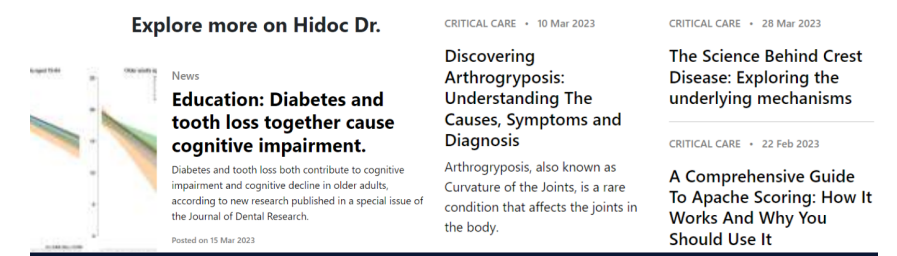 Explore more on Hidoc Dr.
News
Education: Diabetes and
tooth loss together cause
cognitive impairment.
Diabetes and tooth loss both contribute to cognitive
impairment and cognitive decline in older adults,
according to new research published in a special issue of
the Journal of Dental Research.
Posted on 15 Mar 2023
CRITICAL CARE • 10 Mar 2023
Discovering
Arthrogryposis:
Understanding The
Causes, Symptoms and
Diagnosis
Arthrogryposis, also known as
Curvature of the Joints, is a rare
condition that affects the joints in
the body.
CRITICAL CARE • 28 Mar 2023
The Science Behind Crest
Disease: Exploring the
underlying mechanisms
CRITICAL CARE • 22 Feb 2023
A Comprehensive Guide
To Apache Scoring: How It
Works And Why You
Should Use It